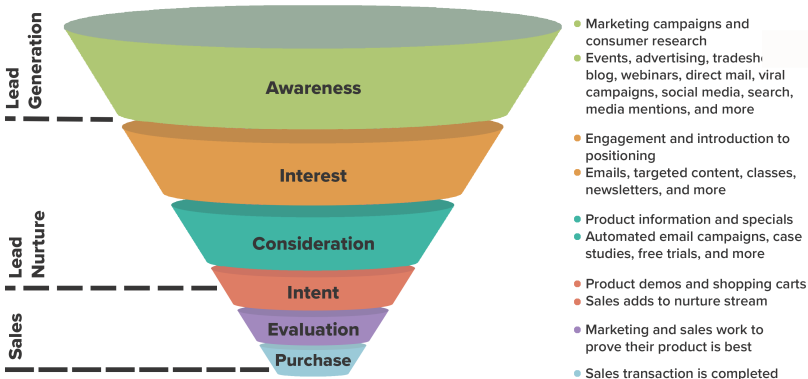 Lead
Generation
Awareness
Interest
Lead
Nurture
Consideration
Intent
Sales
Evaluation
Purchase
Marketing campaigns and
consumer research
Events, advertising,
blog, webinars, direct mail, viral
campaigns, social media, search,
media mentions, and more
Engagement and introduction to
positioning
Emails, targeted content, classes,
newsletters, and more
Product information and specials
Automated email campaigns, case
studies, free trials, and more
Product demos and shopping carts
Sales adds to nurture stream
Marketing and sales work to
prove their product is best
Sales transaction is completed